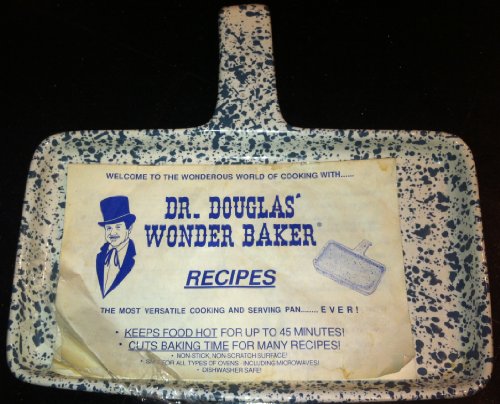 WELCOME TO THE WONDEROUS WORLD OF COOKING WITH......
DR. DOUGLAS'
WONDER BAKER®
RECIPES
THE MOST VERSATILE COOKING AND SERVING PAN....... EVER!
• KEEPS FOOD HOT FOR UP TO 45 MINUTES!
• CUTS BAKING TIME FOR MANY RECIPES!
• NON-STICK, NON-SCRATCH SURFACE!
FOR ALL TYPES OF OVENS - INCLUDING MICROWAVES!
• DISHWASHER SAFE!